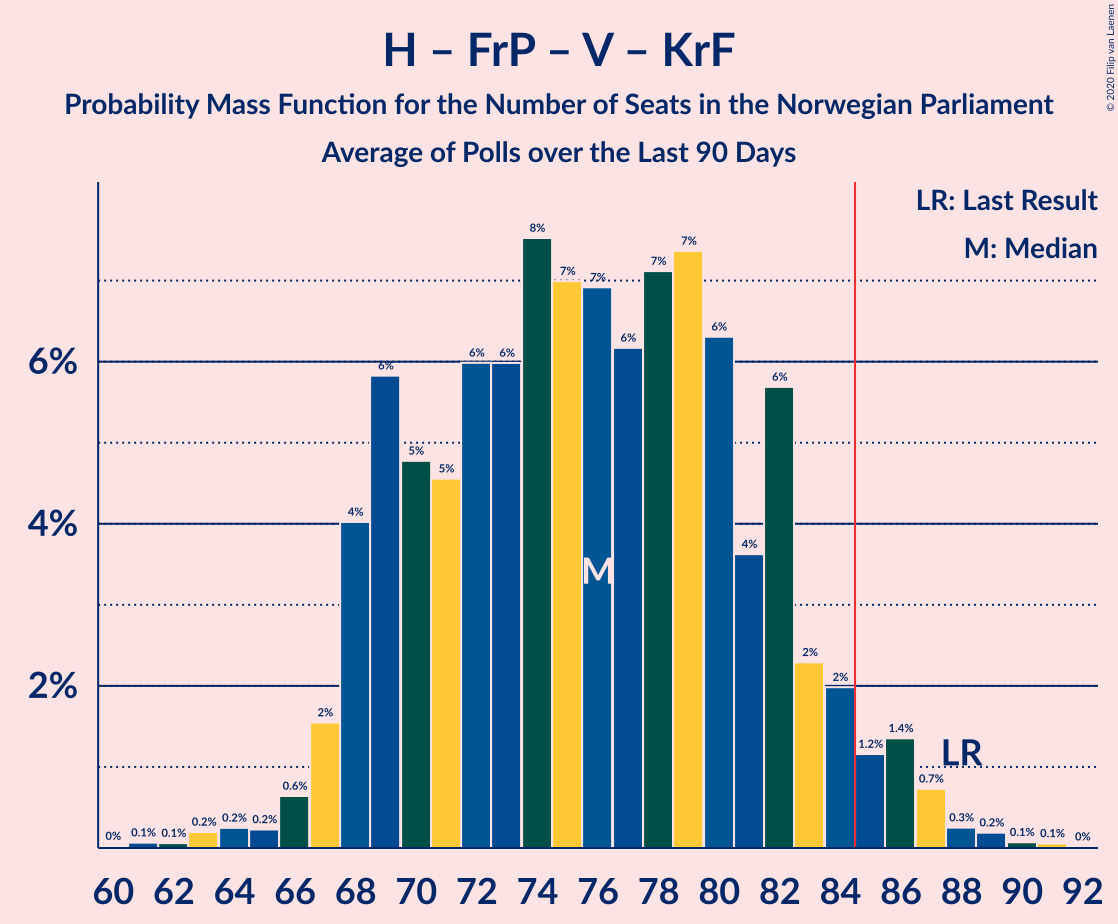 H – FrP – V – KrF
Probability Mass Function for the Number of Seats in the Norwegian Parliament
Average of Polls over the Last 90 Days
© 2020 Filip van Laenen
LR: Last Result
M: Median
6%
4%
2%
0% 0.1% 0.1% 0.2% 0.2% 0.2% 0.6% 2% 4% 6% 5% 5% 6% 6% 8% 7% 7% 6% 7% 7% 6% 4% 6% 2% 2% 1.2% 1.4% 0.7% 0.3% 0.2% 0.1% 0.1% 0%
M
LR
60 62 64 66 68 70 72 74 76 78 80 82 84 86 88 90 92